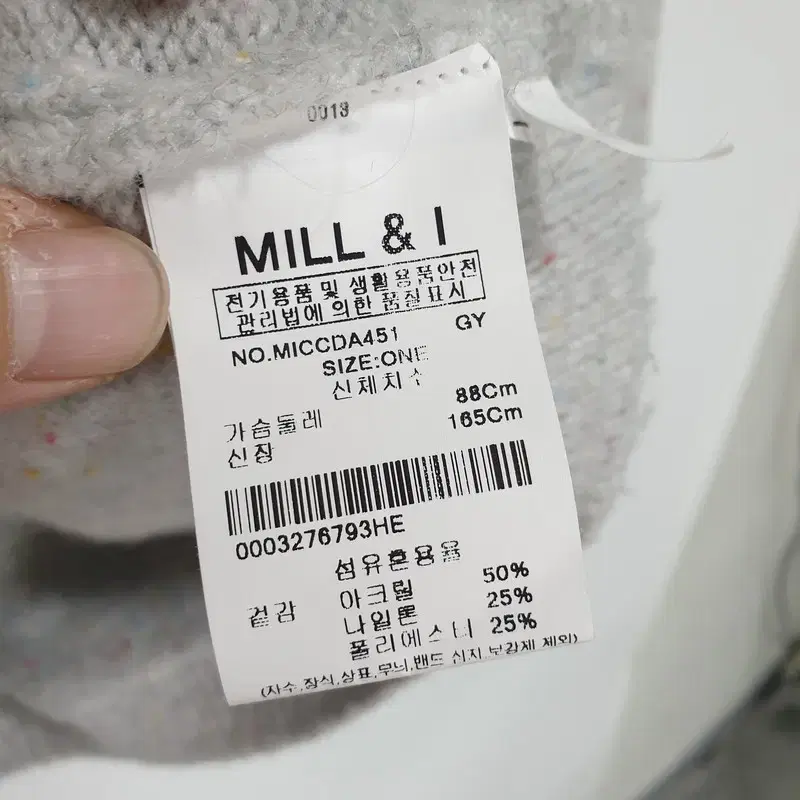 0013
MILL & I
전기용품 및 생활용품안전
관리법에 의한 품질표시
NO.MICCDA451 GY
SIZE:ONE
신체치수
가슴둘레 88Cm
신장 165Cm
0003276793HE
섬유혼용율
겉감 아크릴 50%
나일론 25%
폴리에스터 25%
(자수,장식,상표,무늬,밴드 심지 보강제 제외)